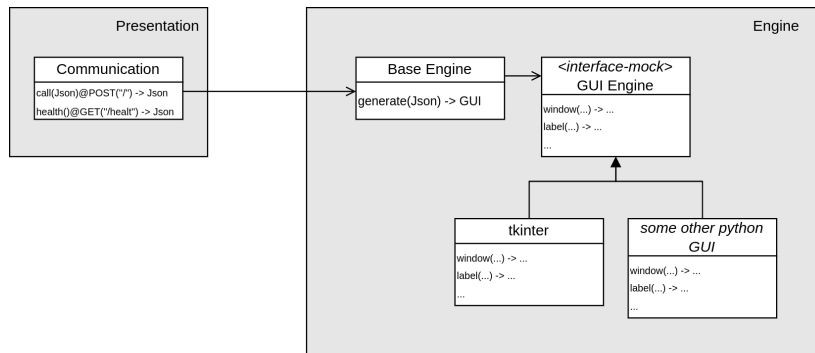 Presentation
Communication
call(Json)@POST("/") -> Json
health()@GET("/healt") -> Json
Engine
Base Engine
generate(Json) -> GUI
<interface-mock>
GUI Engine
window(...) -> ...
label(...) -> ...
...
tkinter
window(...) -> ...
label(...) -> ...
...
some other python
GUI
window(...) -> ...
label(...) -> ...
...